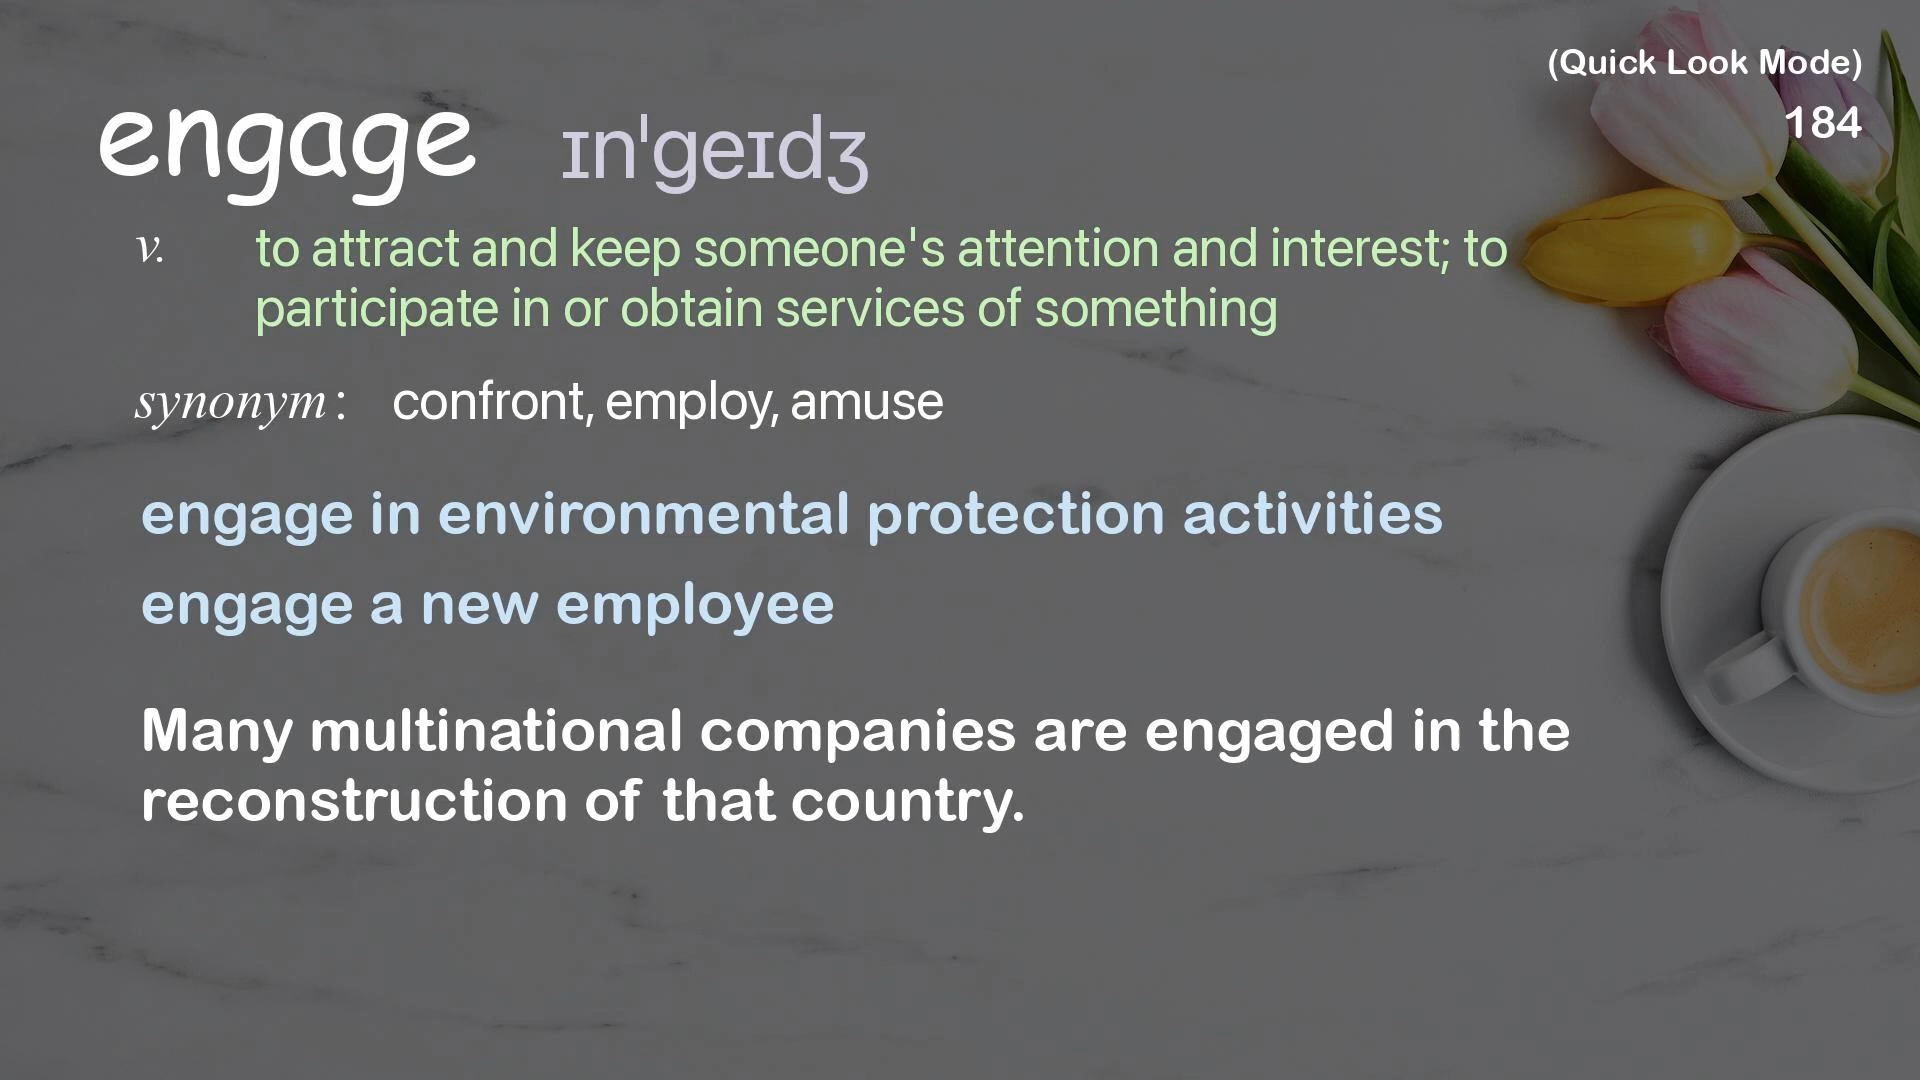 (Quick Look Mode)
184
engage ɪn'geɪdʒ
v. to attract and keep someone's attention and interest; to
participate in or obtain services of something
synonym: confront, employ, amuse
engage in environmental protection activities
engage a new employee
Many multinational companies are engaged in the
reconstruction of that country.